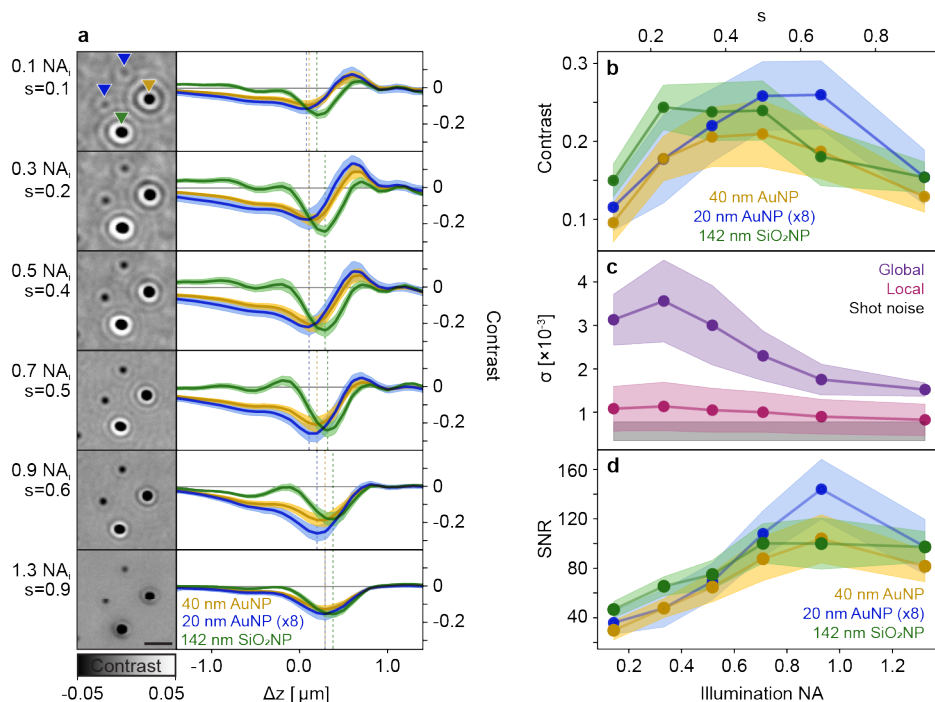 a
0.1 NAi
s=0.1
0
-0.2
0.3 NAi
s=0.2
0
-0.2
0.5 NAi
s=0.4
0
-0.2
0.7 NAi
s=0.5
0
-0.2
0.9 NAi
s=0.6
0
-0.2
1.3 NAi
s=0.9
0
-0.2
40 nm AuNP
20 nm AuNP (x8)
142 nm SiO₂NP
Contrast
Contrast
-0.05 0.05
-1.0 0.0 1.0
Δz [ µm]
s
0.2 0.4 0.6 0.8
b
0.3
0.2
0.1
Contrast
40 nm AuNP
20 nm AuNP (x8)
142 nm SiO₂NP
c
Global
Local
Shot noise
4
3
2
1
σ [×10⁻³]
d
160
120
80
40
SNR
40 nm AuNP
20 nm AuNP (x8)
142 nm SiO₂NP
0.2 0.4 0.6 0.8 1.0 1.2
Illumination NA